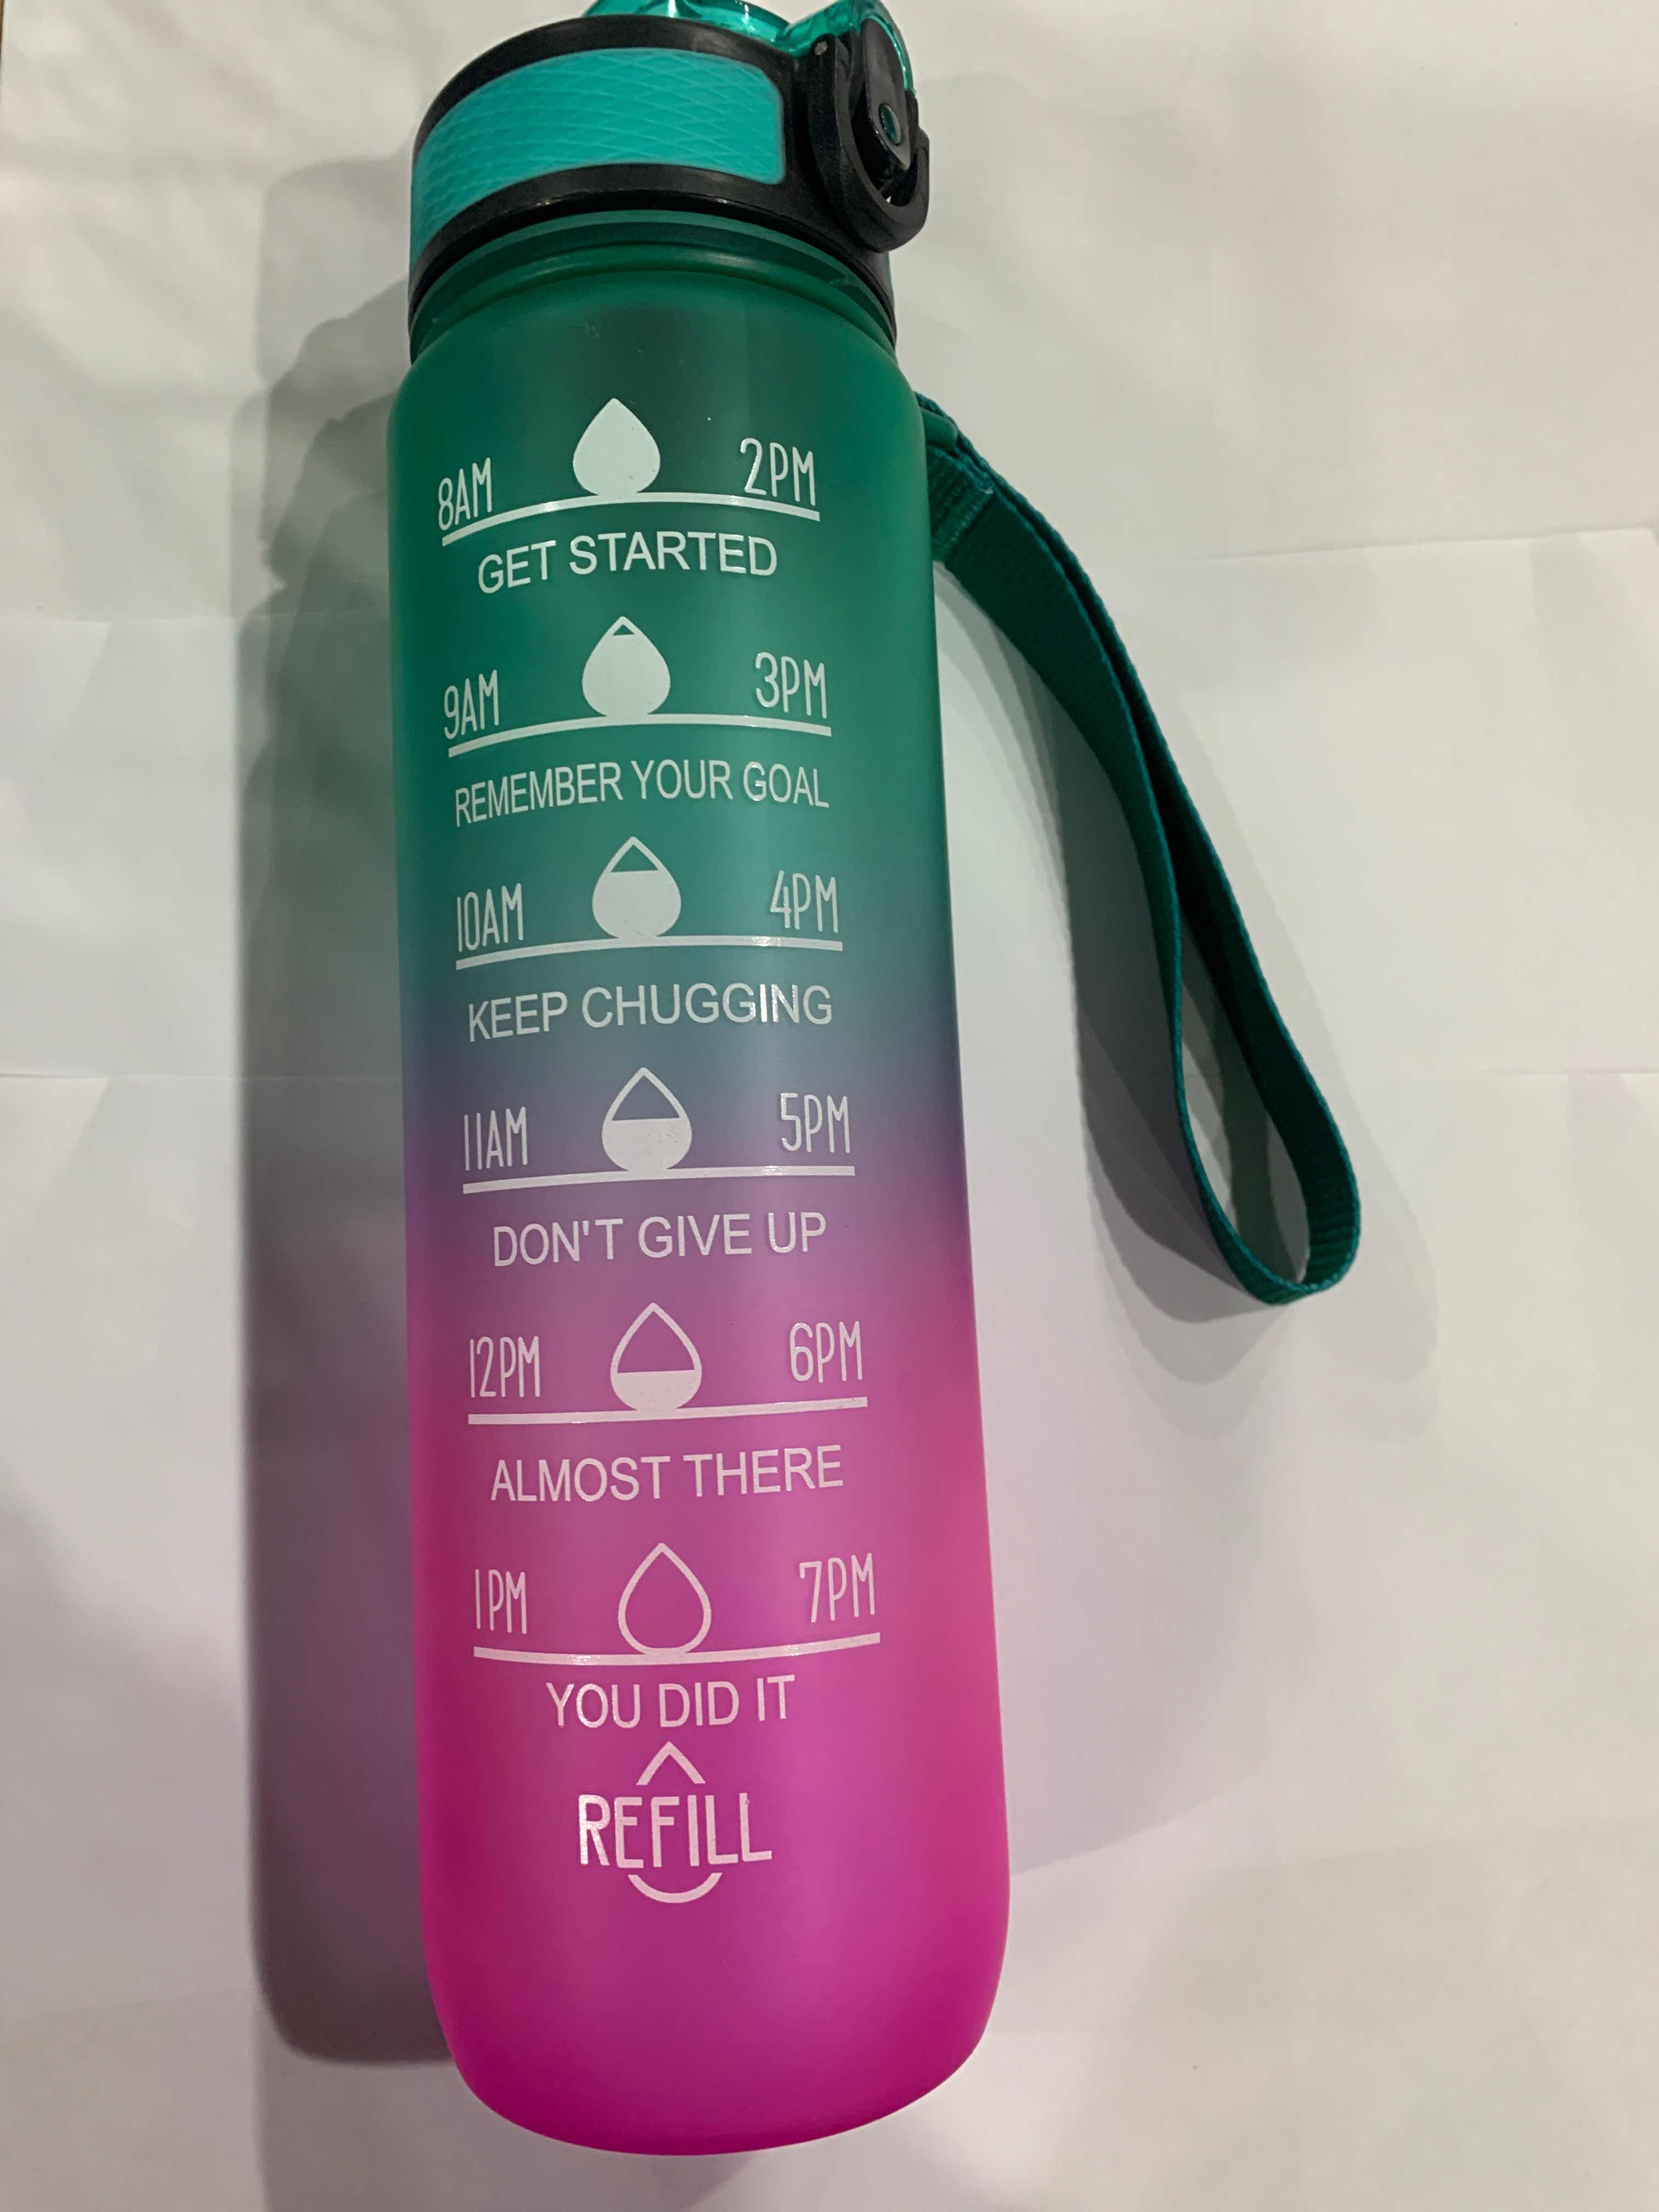 8AM 2PM
GET STARTED
9AM 3PM
REMEMBER YOUR GOAL
10AM 4PM
KEEP CHUGGING
11AM 5PM
DON'T GIVE UP
12PM 6PM
ALMOST THERE
1PM 7PM
YOU DID IT
REFILL